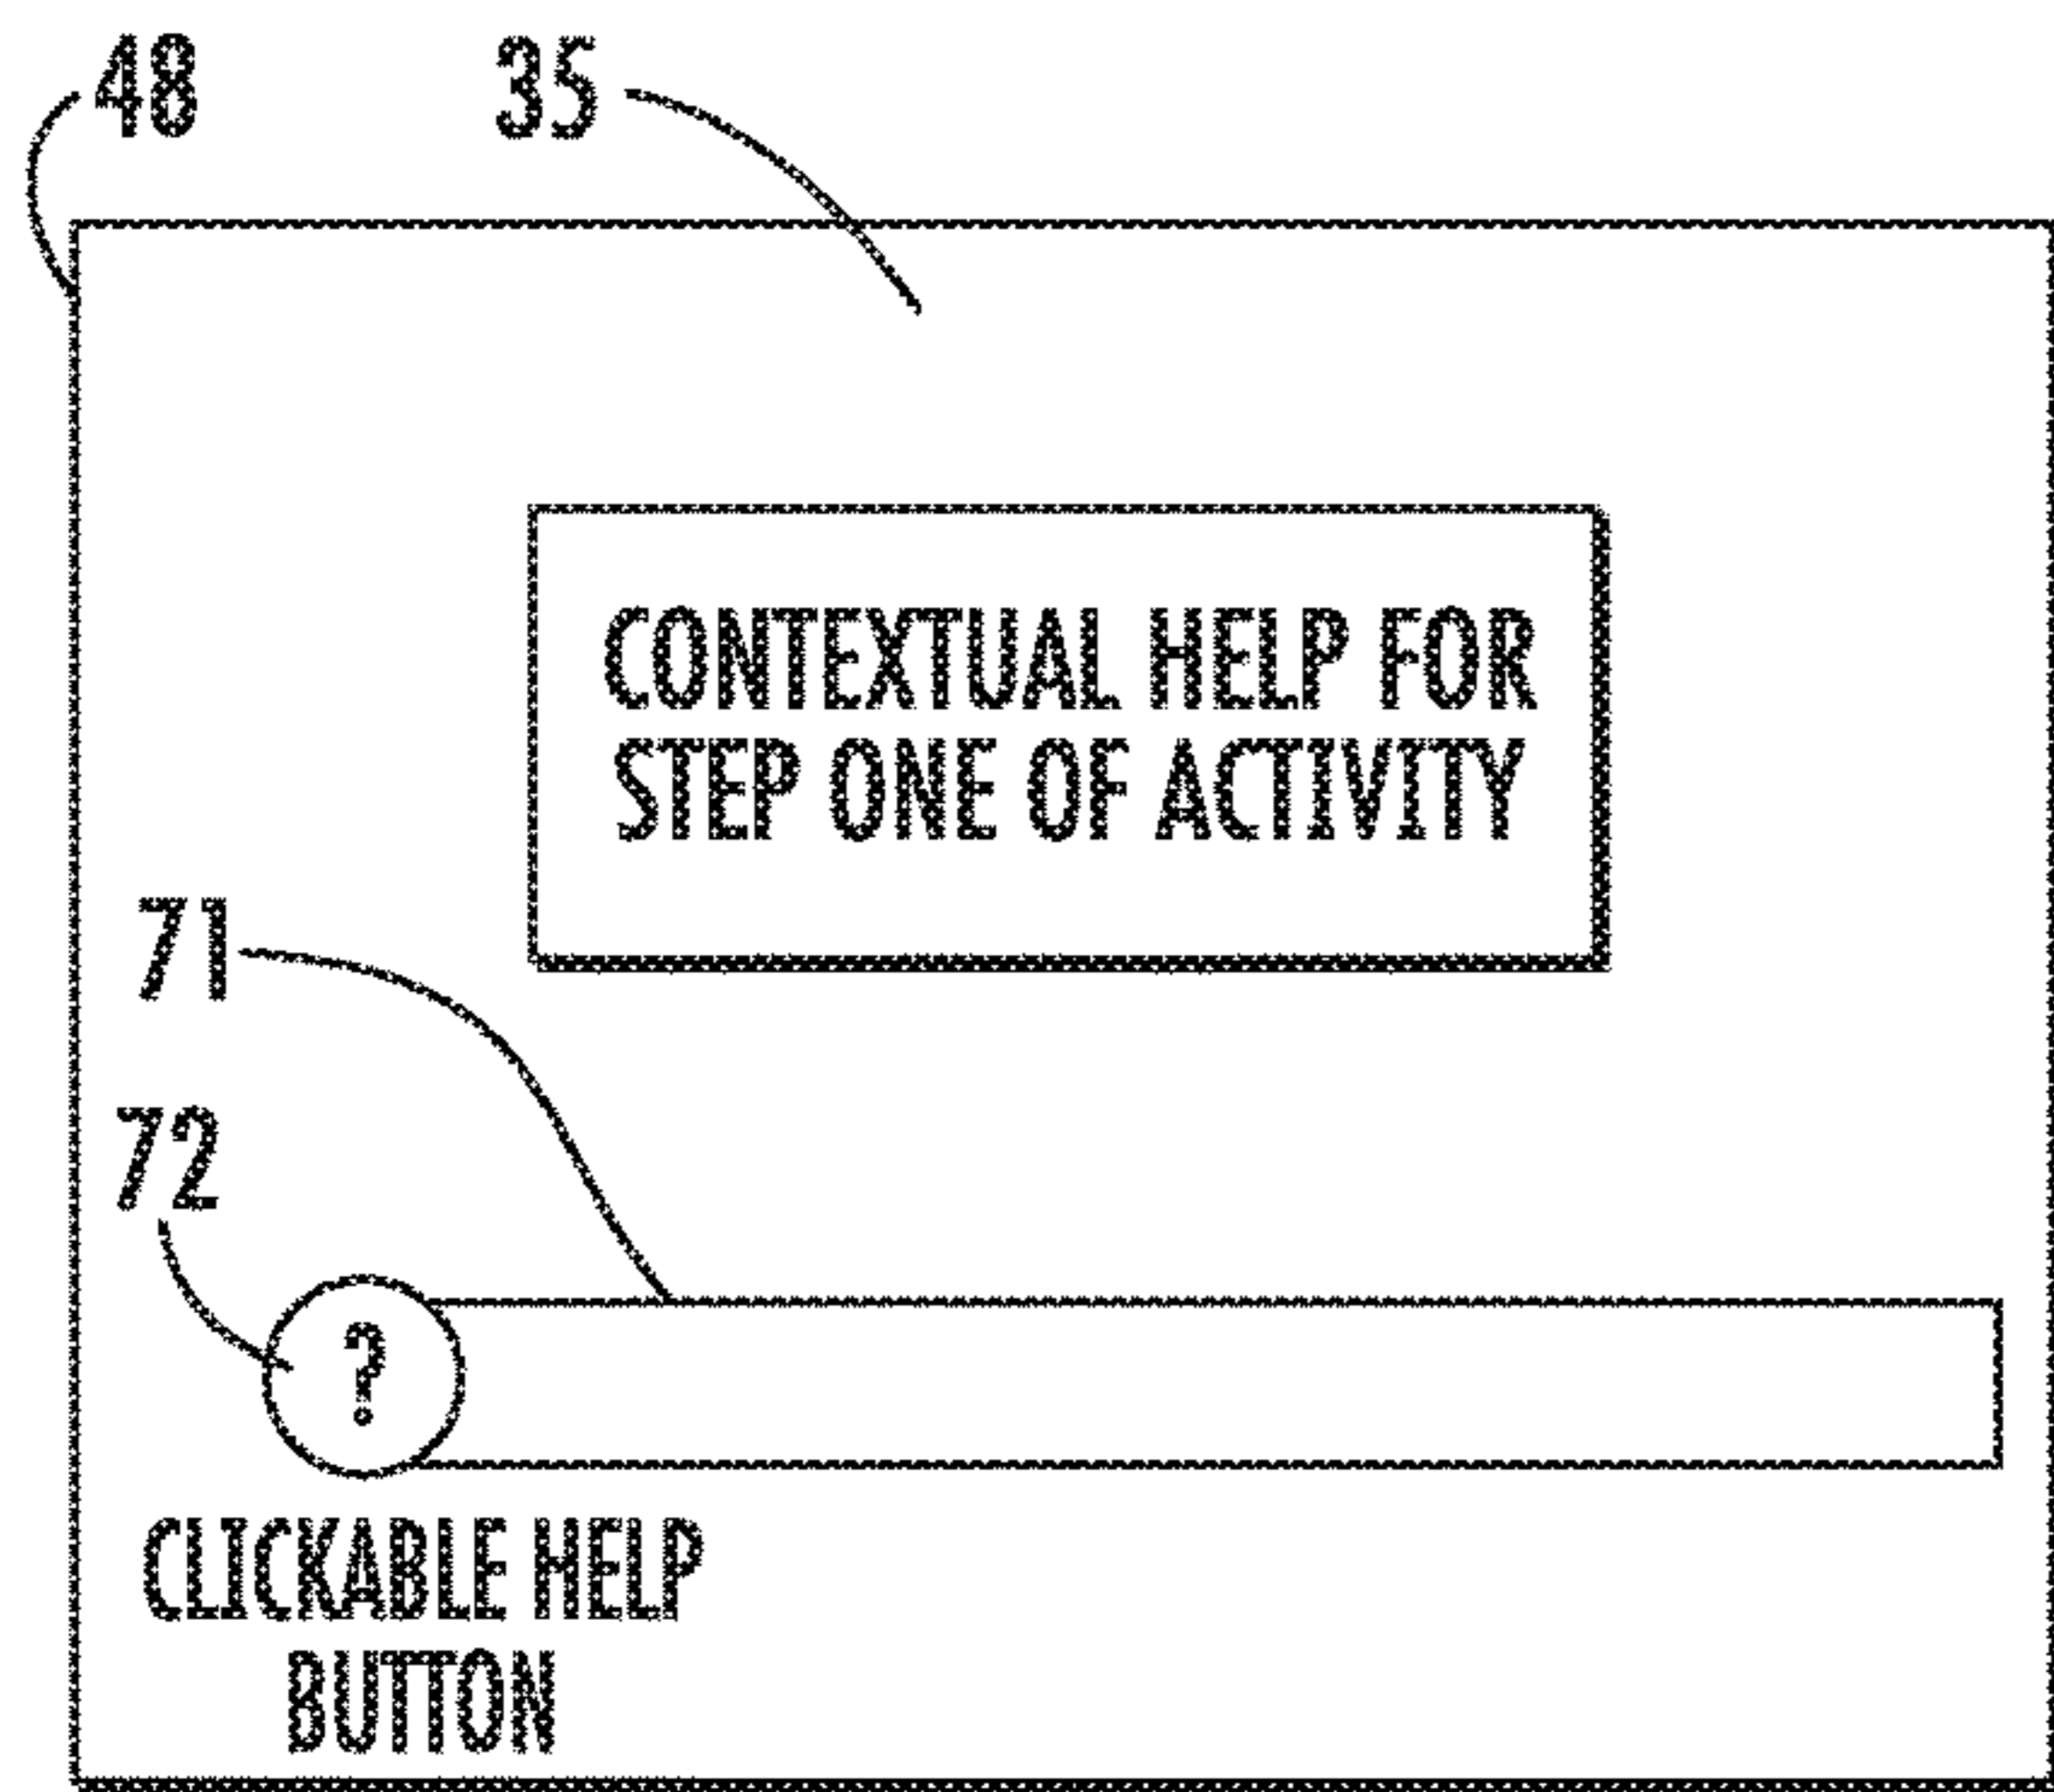 48
35
CONTEXTUAL HELP FOR
STEP ONE OF ACTIVITY
71
72
?
CLICKABLE HELP
BUTTON